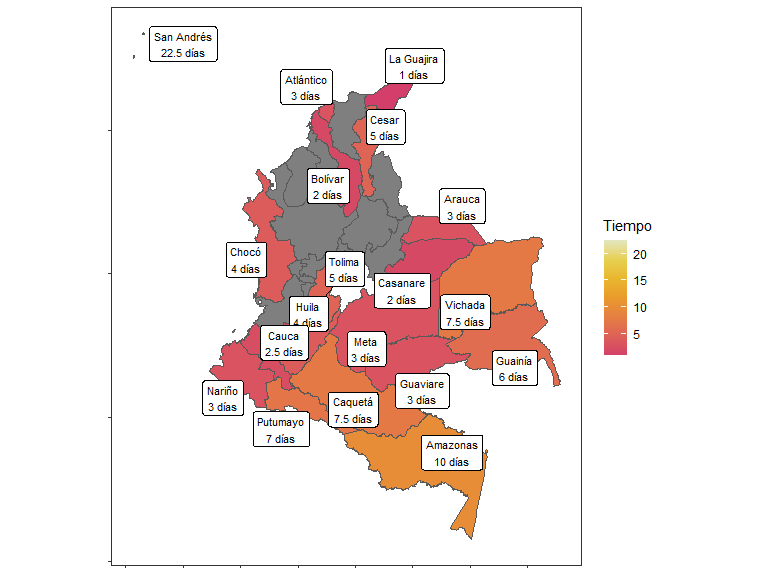 San Andrés
22.5 días
La Guajira
1 días
Atlántico
3 días
Cesar
5 días
Bolívar
2 días
Arauca
3 días
Chocó
4 días
Tolima
5 días
Casanare
2 días
Huila
4 días
Vichada
7.5 días
Cauca
2.5 días
Meta
3 días
Guainía
6 días
Nariño
3 días
Guaviare
3 días
Caquetá
7.5 días
Putumayo
7 días
Amazonas
10 días
Tiempo
20
15
10
5